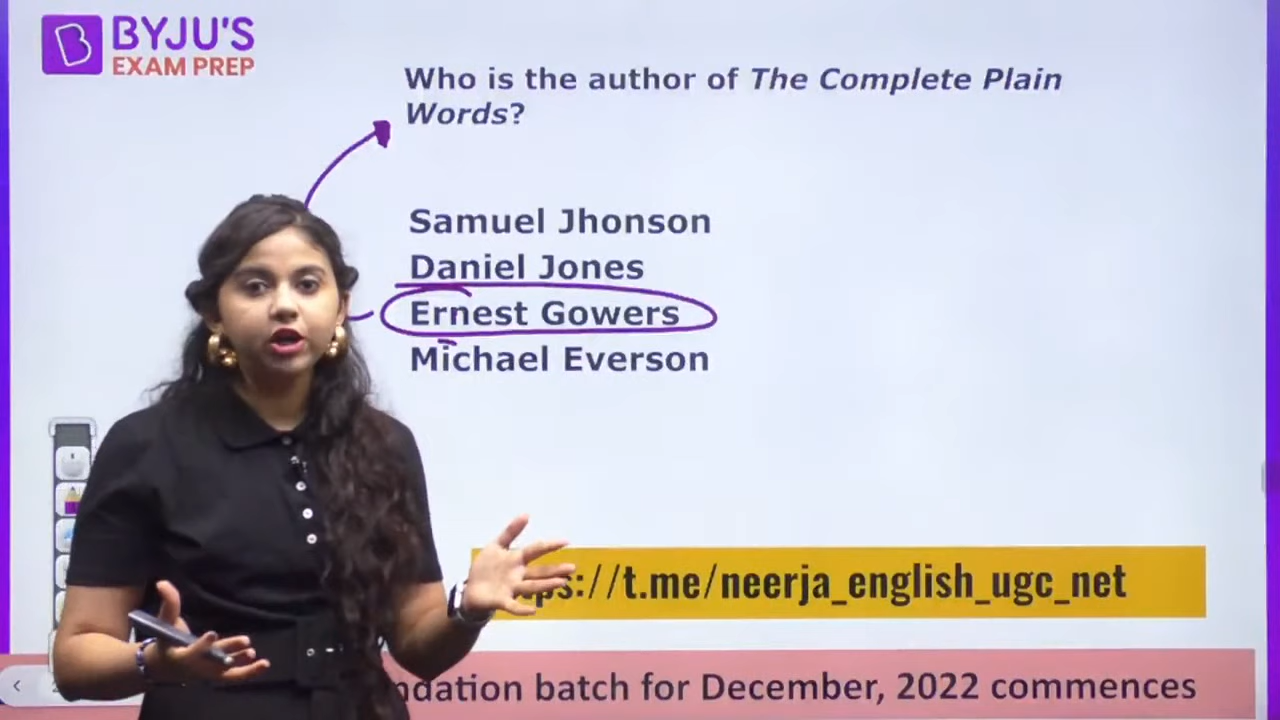 BYJU'S
EXAM PREP
Who is the author of The Complete Plain
Words?
Samuel Jhonson
Daniel Jones
Ernest Gowers
Michael Everson
://t.me/neerja_english_ugc_net
batch for December, 2022 commences